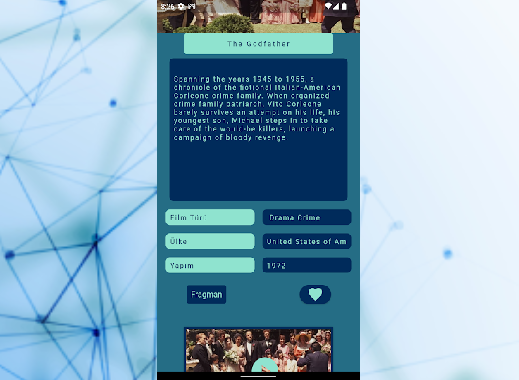 The Godfather
Spanning the years 1945 to 1955, a
chronicle of the fictional Italian-American
Corleone crime family. When organized
crime family patriarch, Vito Corleone
barely survives an attempt on his life, his
youngest son, Michael steps in to take
care of the would-be killers, launching a
campaign of bloody revenge
Film Türü
Drama Crime
Ülke
United States of Am
Yapım
1972
Fragman